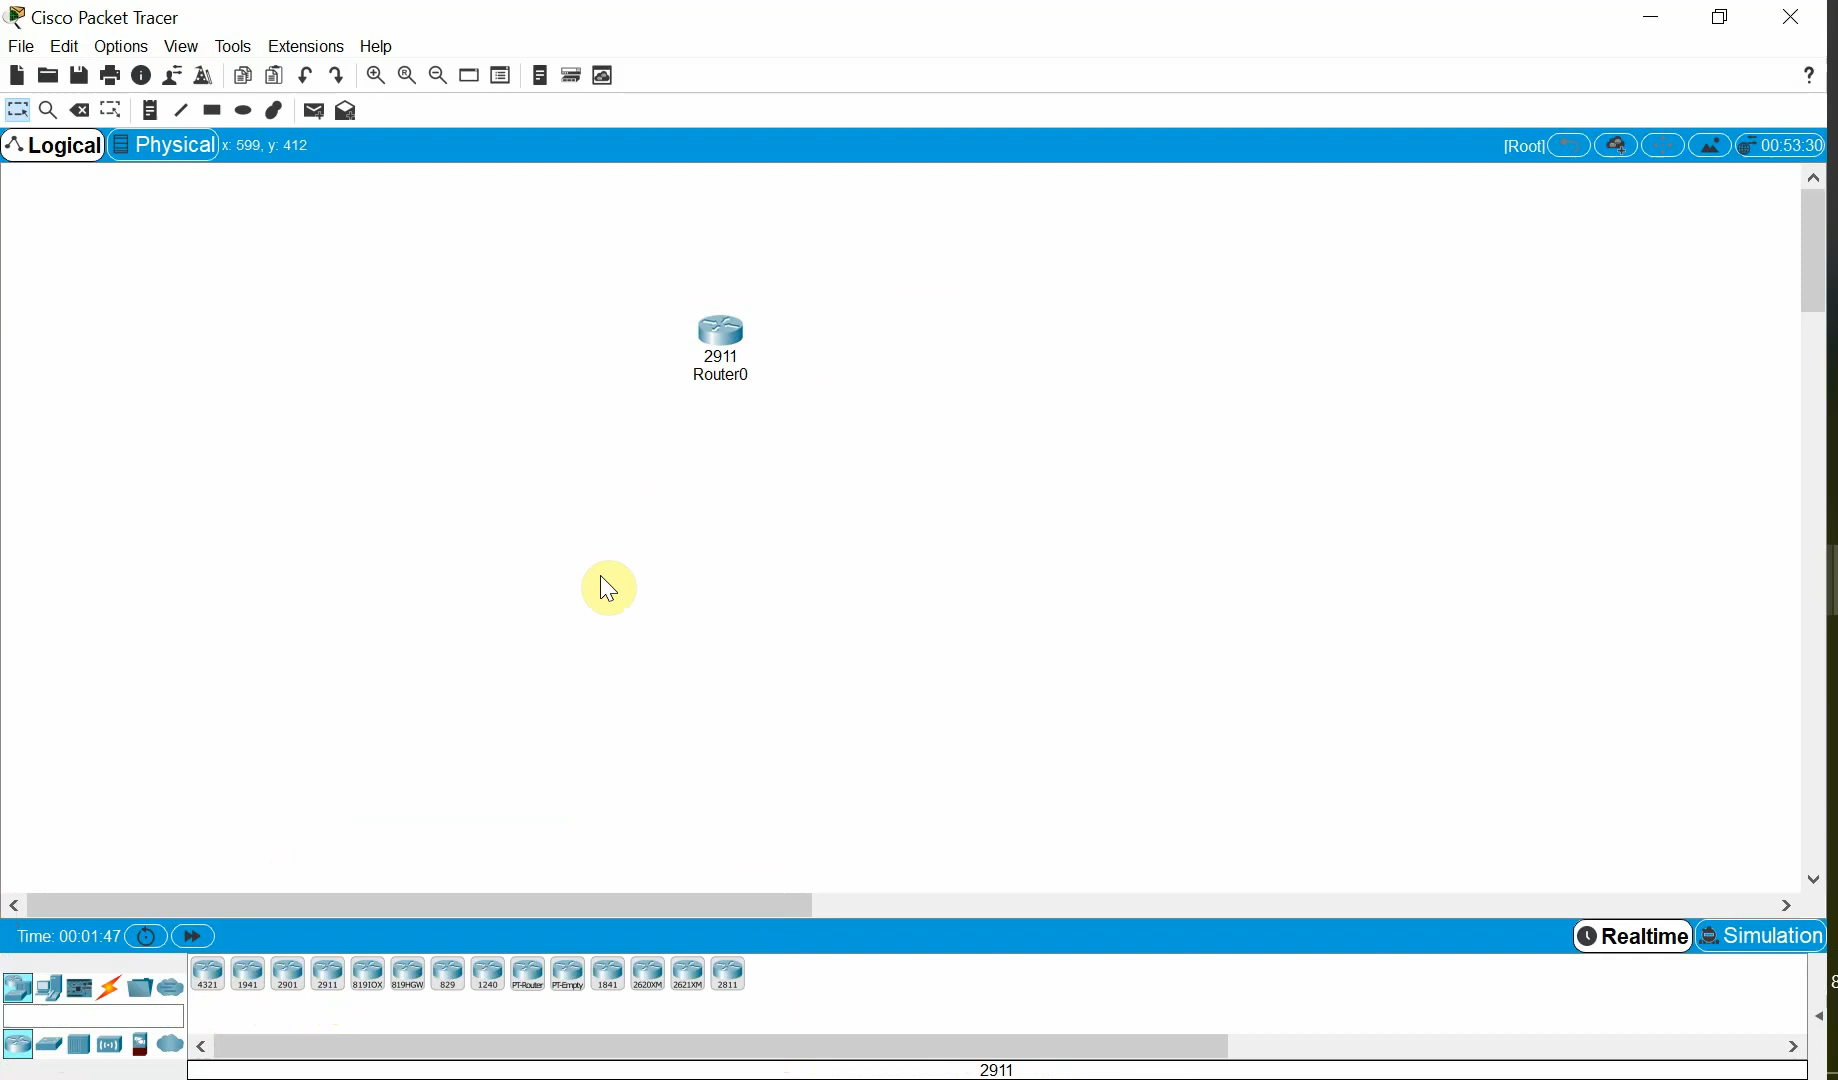 Cisco Packet Tracer
File Edit Options View Tools Extensions Help
?
Logical Physical x: 599, y: 412 [Root] 00:53:30
2911
Router0
Time: 00:01:47 Realtime Simulation
4321 1941 2901 2911 819IOX 819HGW 829 1240 PT-Router PT-Empty 1841 2620XM 2621XM 2811
2911